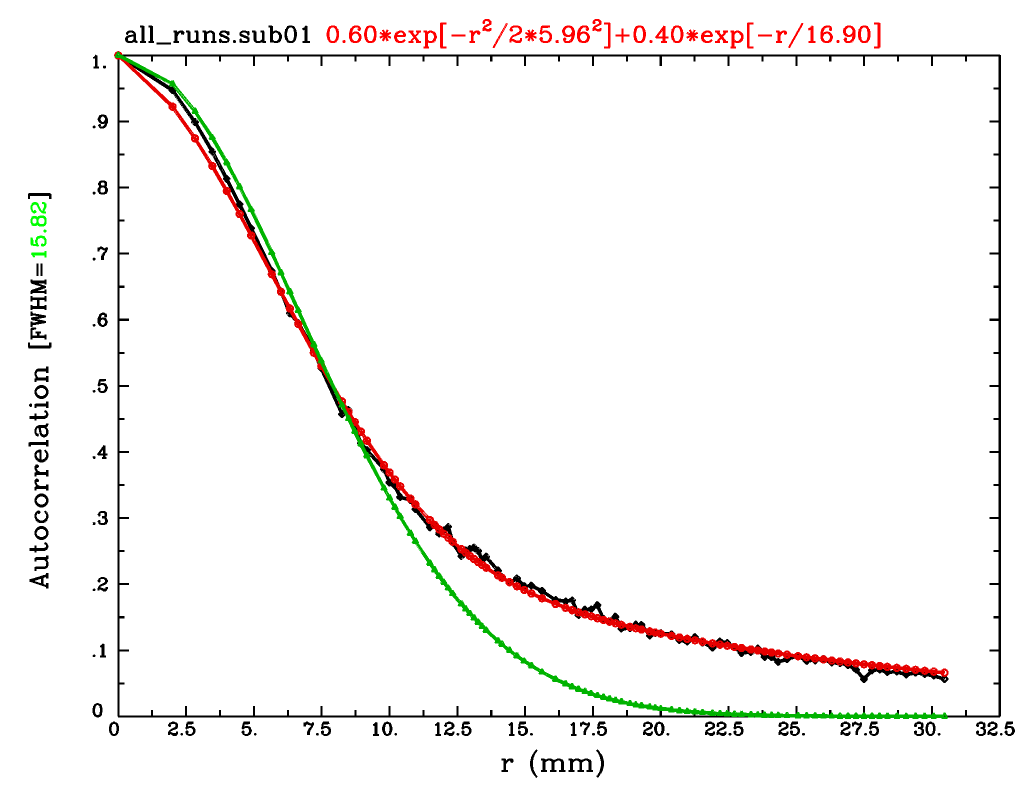 all_runs.sub01 0.60*exp[-r²/2*5.96²]+0.40*exp[-r/16.90]
1.
.9
.8
.7
.6
.5
.4
.3
.2
.1
0
Autocorrelation [FWHM=15.82]
0. 2.5 5. 7.5 10. 12.5 15. 17.5 20. 22.5 25. 27.5 30. 32.5
r (mm)